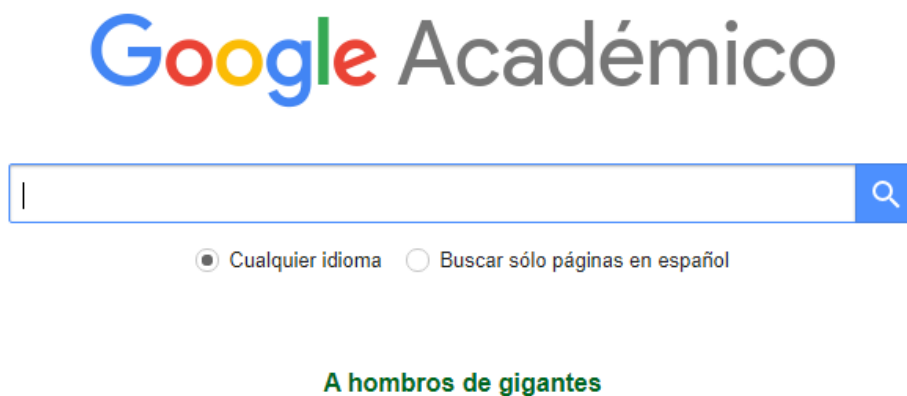 Google Académico
Cualquier idioma Buscar sólo páginas en español
A hombros de gigantes